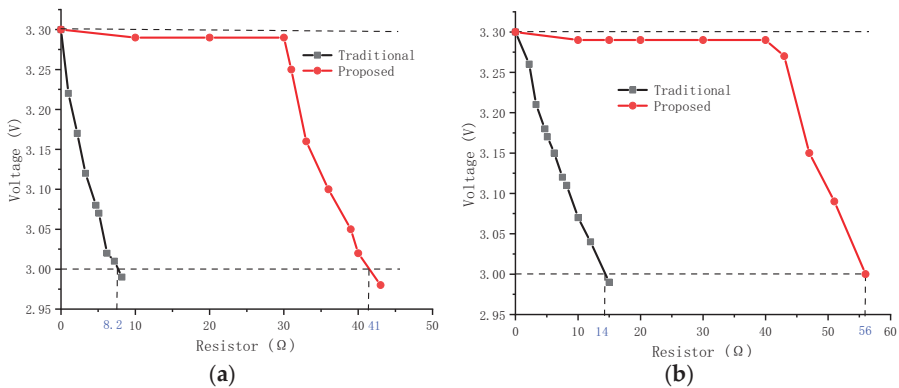 3.30
3.25
3.20
3.15
3.10
3.05
3.00
2.95
Voltage (V)
Traditional
Proposed
0 10 20 30 40 50
8.2 41
Resistor (Ω)
(a)
3.30
3.25
3.20
3.15
3.10
3.05
3.00
2.95
Voltage (V)
Traditional
Proposed
0 10 20 30 40 50 60
14 56
Resistor (Ω)
(b)